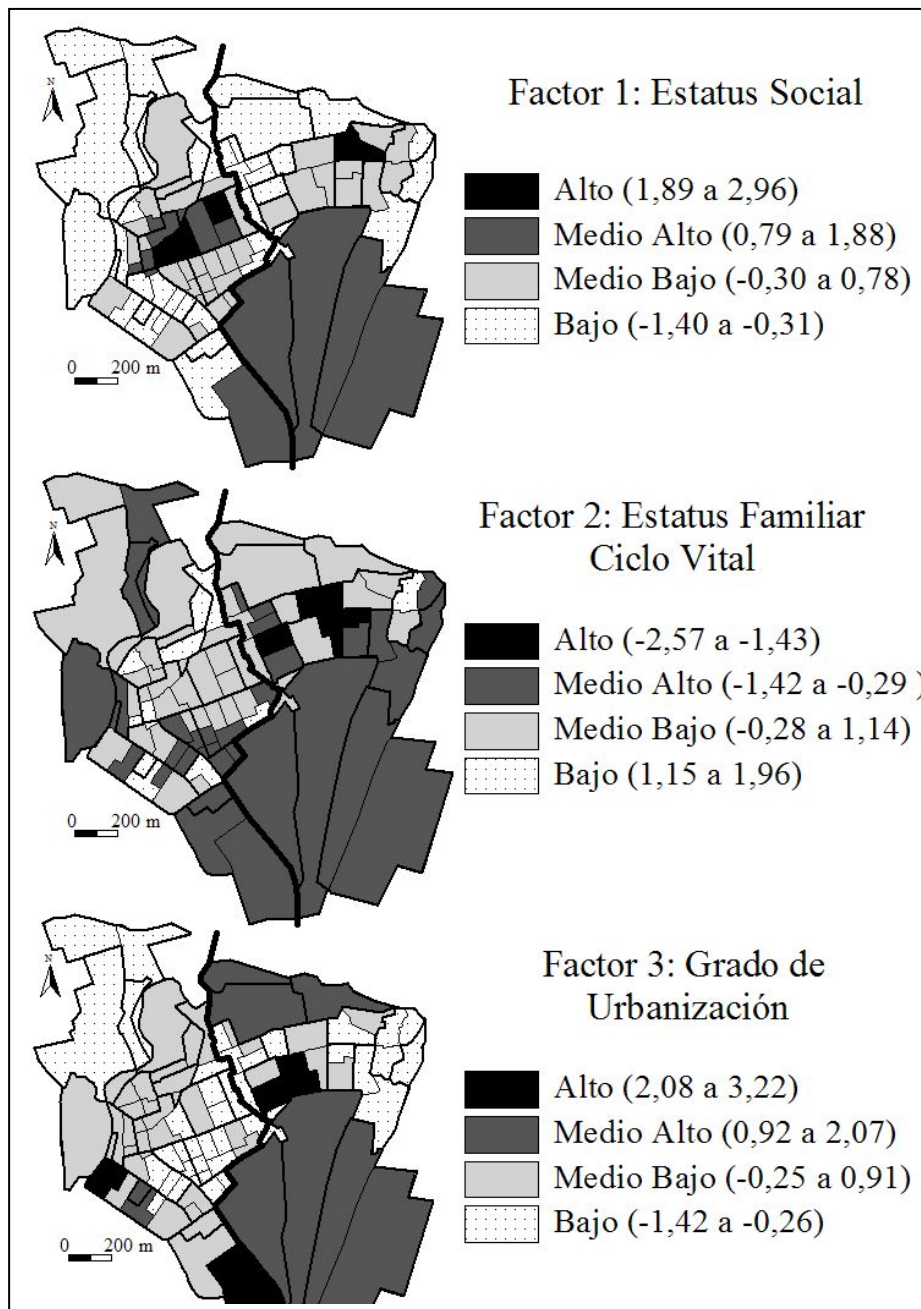 Factor 1: Estatus Social
N
Alto (1,89 a 2,96)
Medio Alto (0,79 a 1,88)
Medio Bajo (-0,30 a 0,78)
Bajo (-1,40 a -0,31)
0 200 m
Factor 2: Estatus Familiar
Ciclo Vital
N
Alto (-2,57 a -1,43)
Medio Alto (-1,42 a -0,29 )
Medio Bajo (-0,28 a 1,14)
Bajo (1,15 a 1,96)
0 200 m
Factor 3: Grado de
Urbanización
N
Alto (2,08 a 3,22)
Medio Alto (0,92 a 2,07)
Medio Bajo (-0,25 a 0,91)
Bajo (-1,42 a -0,26)
0 200 m